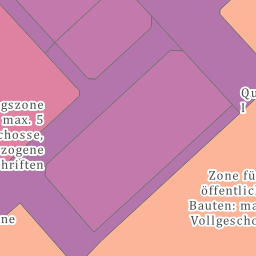 gszone
max. 5
chosse,
zogene
hriften
Qu
I
Zone fü
öffentlic
Bauten: ma
Vollgescho
ne